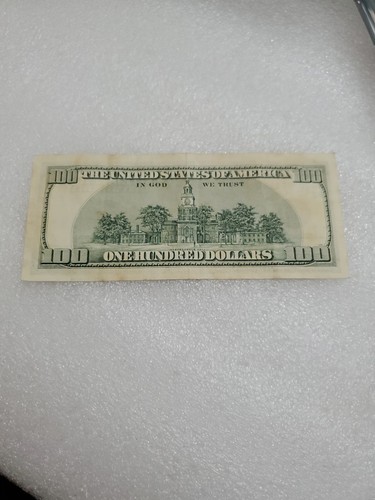 100 THE UNITED STATES OF AMERICA 100
IN GOD WE TRUST
100 ONE HUNDRED DOLLARS 100